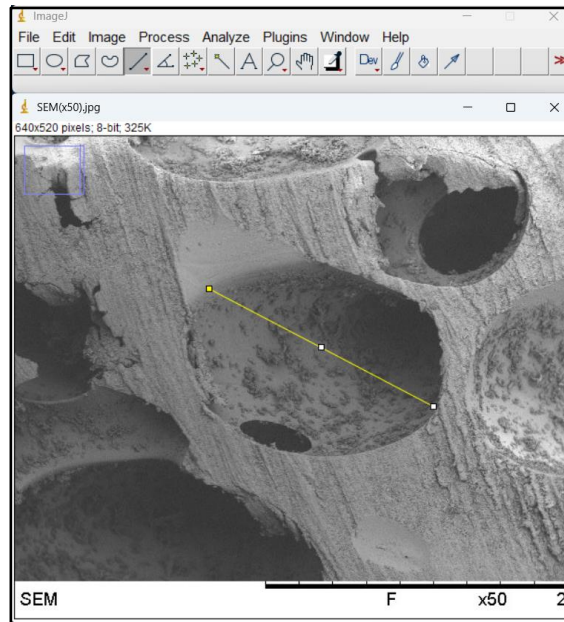 ImageJ
File Edit Image Process Analyze Plugins Window Help
A Dev
SEM(x50).jpg
640x520 pixels; 8-bit; 325K
SEM F x50 2